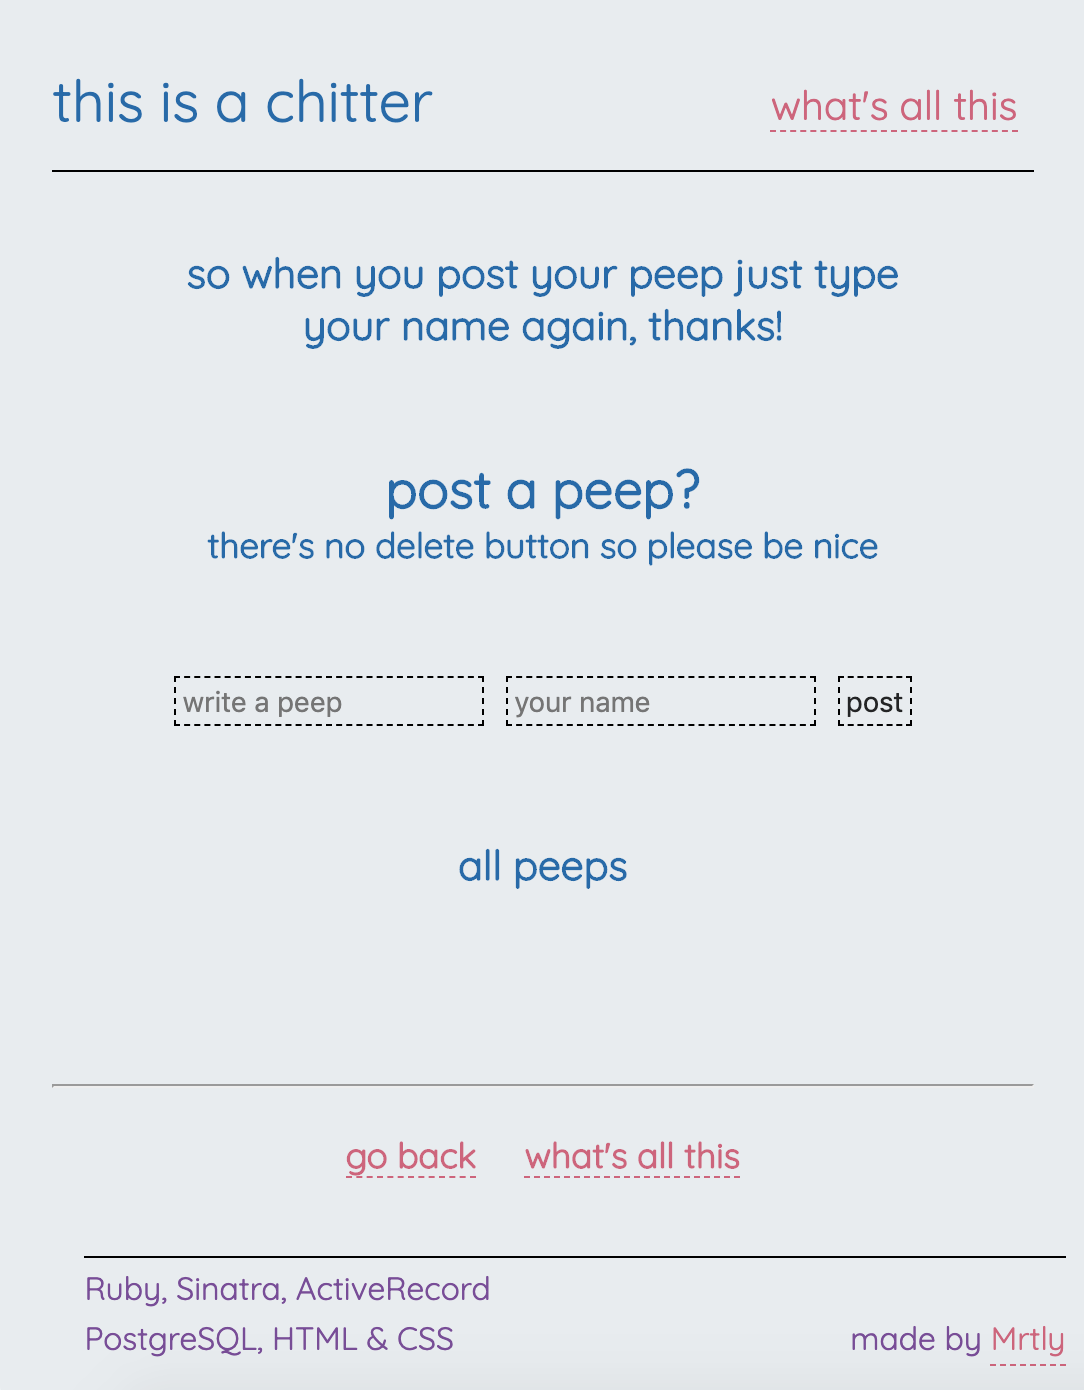 this is a chitter
what's all this
so when you post your peep just type
your name again, thanks!
post a peep?
there's no delete button so please be nice
write a peep
your name
post
all peeps
go back
what's all this
Ruby, Sinatra, ActiveRecord
PostgreSQL, HTML & CSS
made by Mrtly